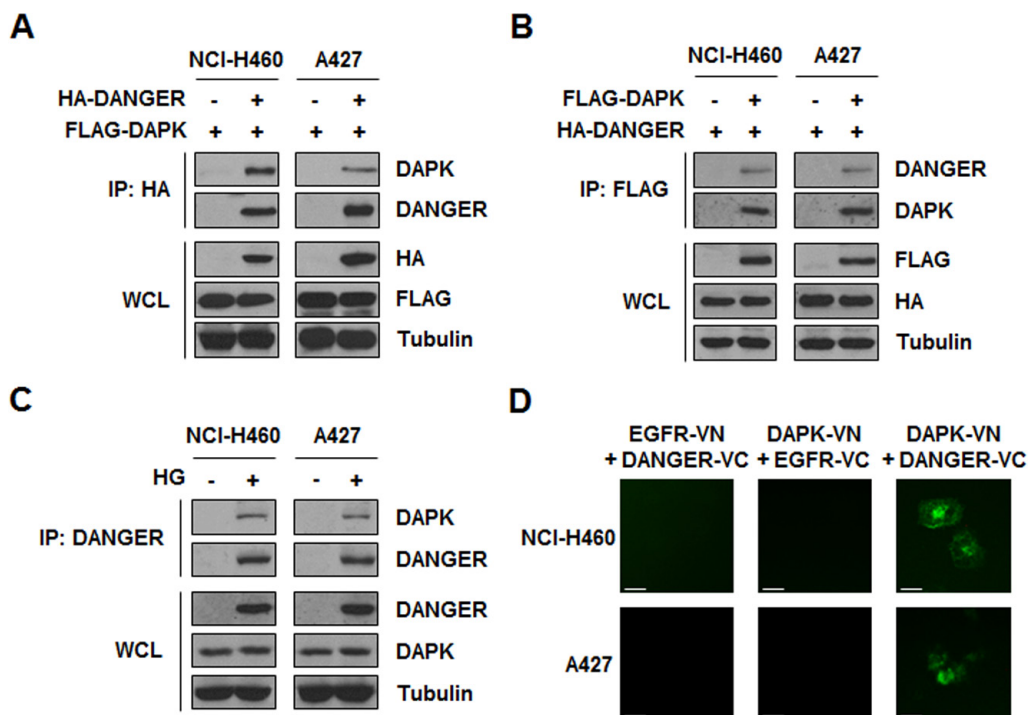 A
NCI-H460 A427
HA-DANGER - + - +
FLAG-DAPK + + + +
IP: HA
DAPK
DANGER
WCL
HA
FLAG
Tubulin
B
NCI-H460 A427
FLAG-DAPK - + - +
HA-DANGER + + + +
IP: FLAG
DANGER
DAPK
WCL
FLAG
HA
Tubulin
C
NCI-H460 A427
HG - + - +
IP: DANGER
DAPK
DANGER
WCL
DANGER
DAPK
Tubulin
D
EGFR-VN DAPK-VN DAPK-VN
+ DANGER-VC + EGFR-VC + DANGER-VC
NCI-H460
A427